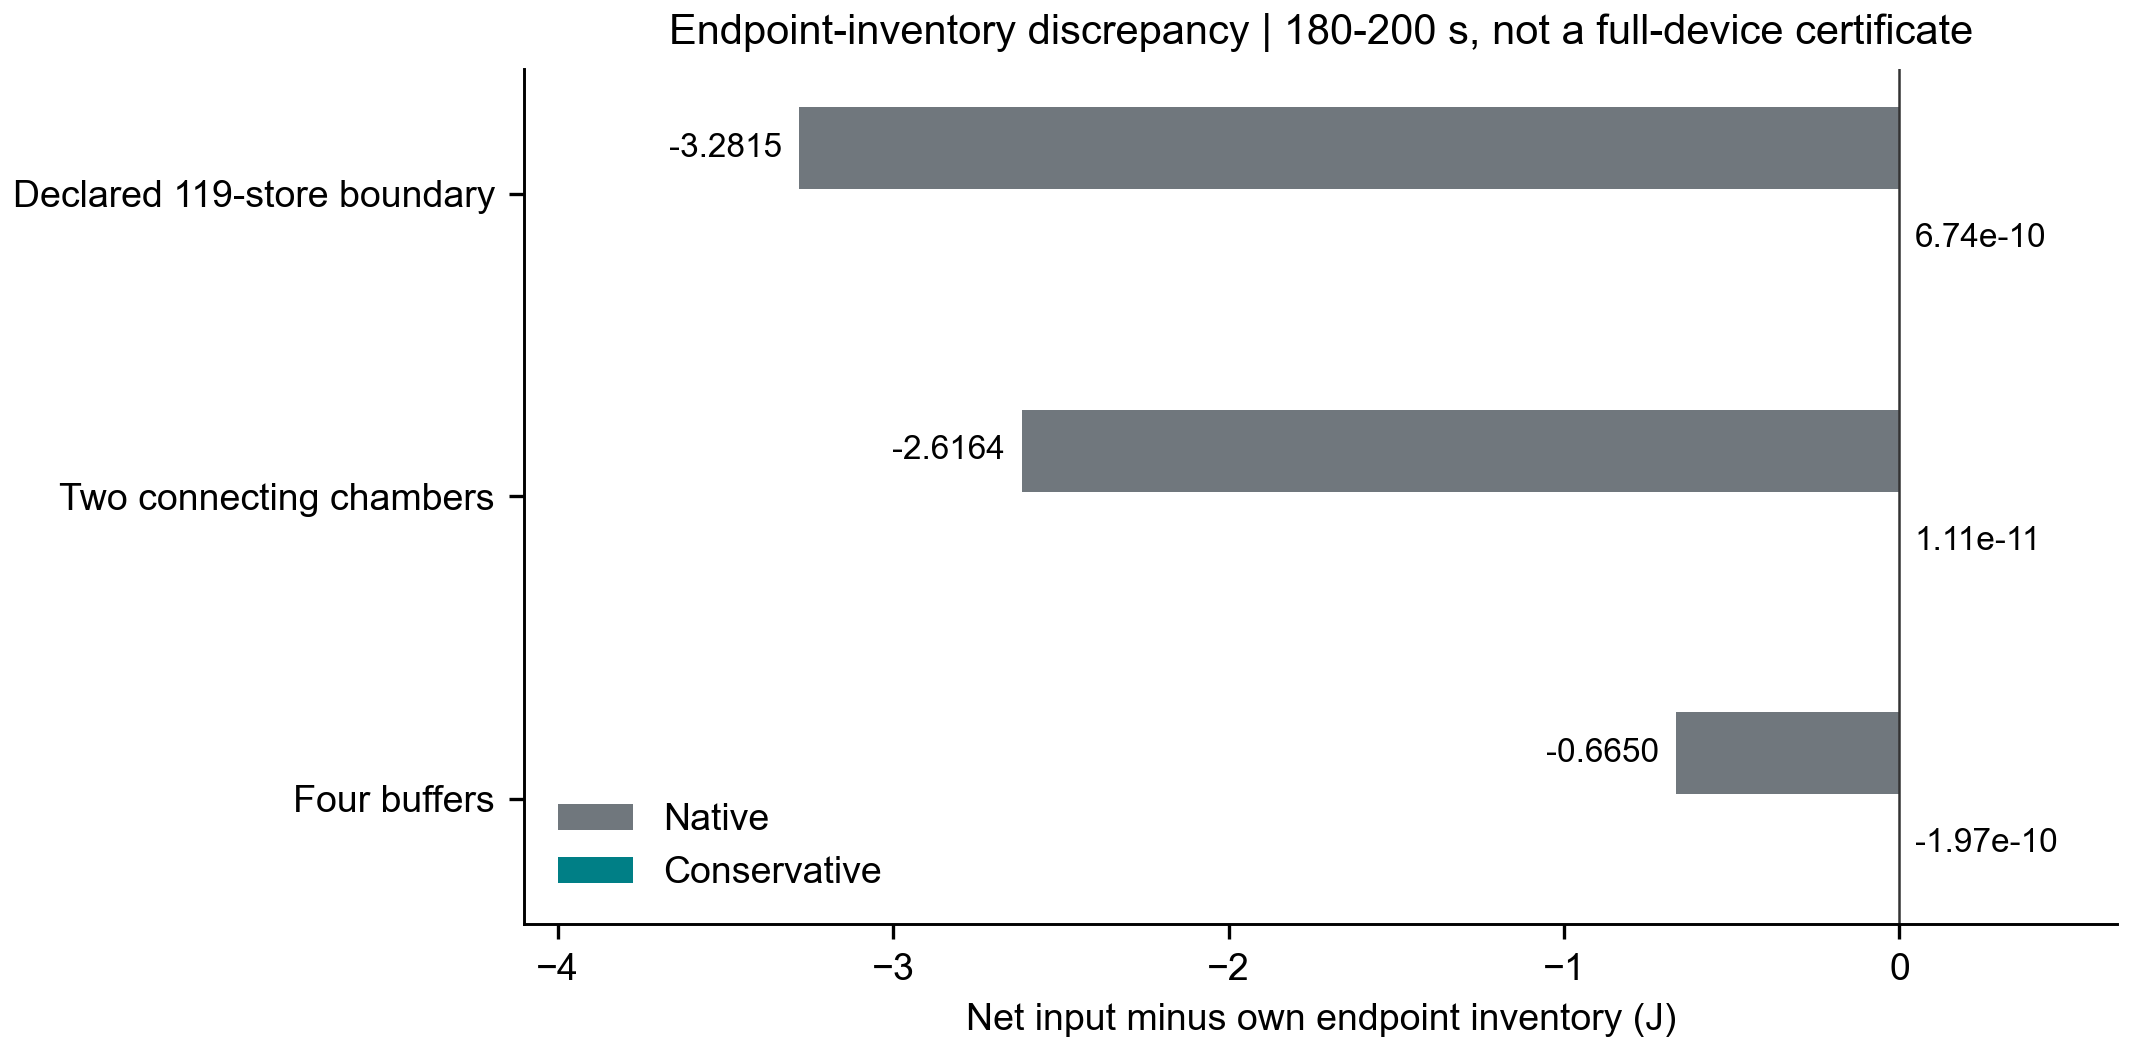 Endpoint-inventory discrepancy | 180-200 s, not a full-device certificate
-3.2815
Declared 119-store boundary
6.74e-10
-2.6164
Two connecting chambers
1.11e-11
-0.6650
Four buffers
-1.97e-10
Native
Conservative
−4 −3 −2 −1 0
Net input minus own endpoint inventory (J)